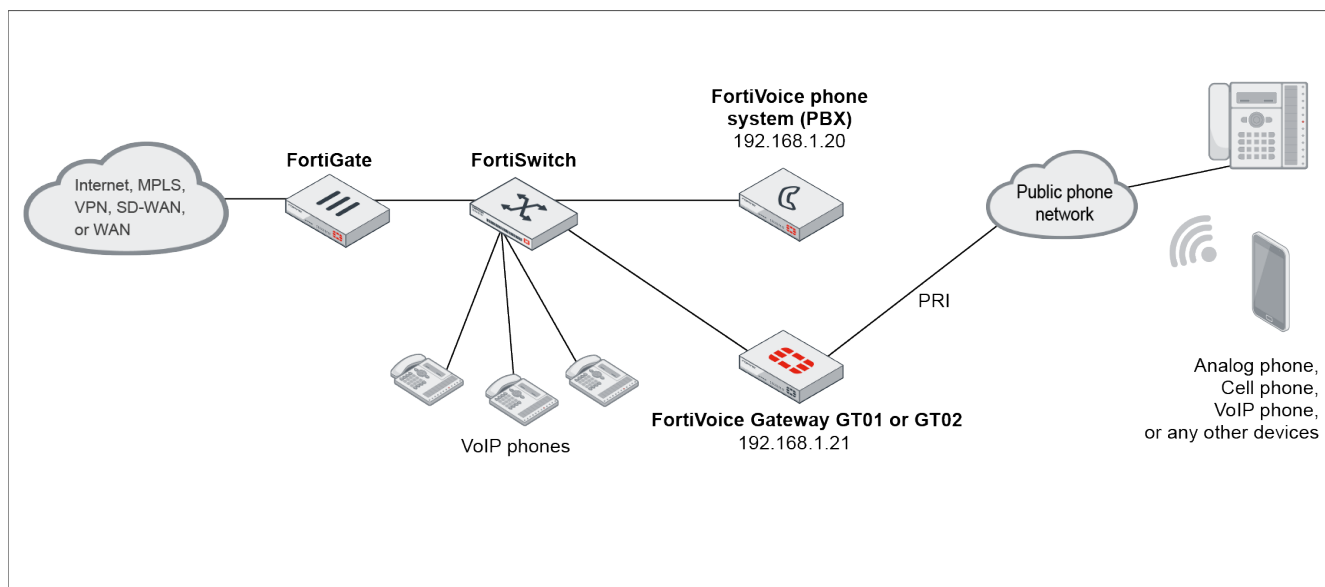 FortiVoice phone
system (PBX)
192.168.1.20
FortiGate
FortiSwitch
Internet, MPLS,
VPN, SD-WAN,
or WAN
Public phone
network
PRI
VoIP phones
FortiVoice Gateway GT01 or GT02
192.168.1.21
Analog phone,
Cell phone,
VoIP phone,
or any other devices